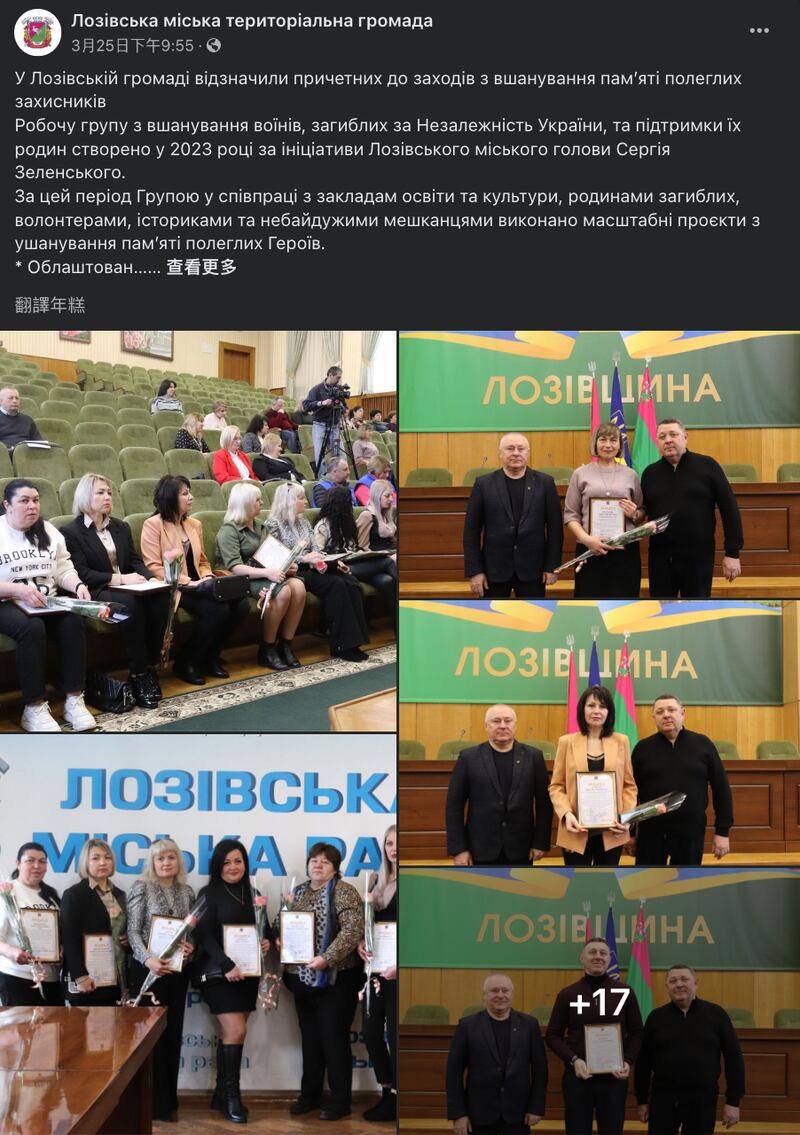 Лозівська міська територіальна громада
3月25日下午9:55 ·
У Лозівській громаді відзначили причетних до заходів з вшанування пам’яті полеглих
захисників
Робочу групу з вшанування воїнів, загиблих за Незалежність України, та підтримки їх
родин створено у 2023 році за ініціативи Лозівського міського голови Сергія
Зеленського.
За цей період Групою у співпраці з закладам освіти та культури, родинами загиблих,
волонтерами, істориками та небайдужими мешканцями виконано масштабні проєкти з
ушанування пам’яті полеглих Героїв.
* Облаштован...... 查看更多
翻譯年糕
ЛОЗІВЩИНА
BROOKLYN
NEW YORK CITY
ЛОЗІВЩИНА
ЛОЗІВСЬКА
МІСЬКА РА
ЛОЗІВЩИНА
+17